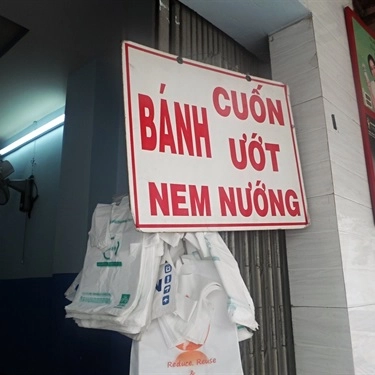 BÁNH CUỐN
ƯỚT
NEM NƯỚNG
Reduce, Reuse
&